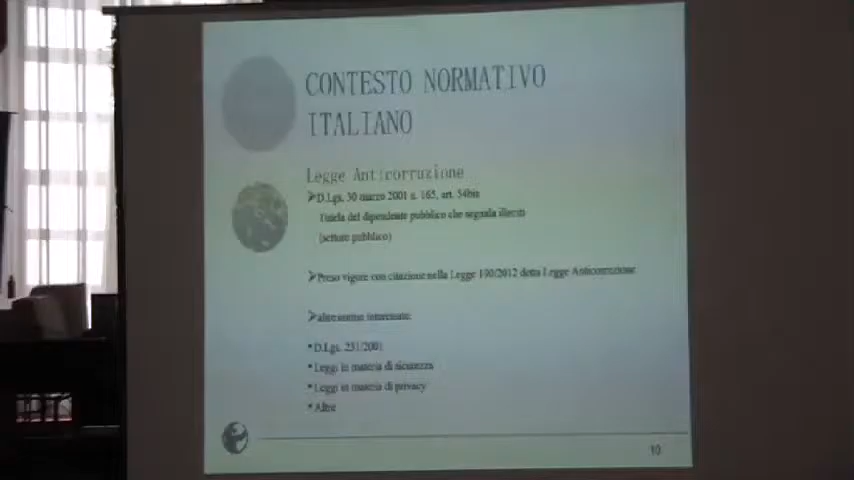 CONTESTO NORMATIVO
ITALIANO
Legge Anticorruzione
➢D.Lgs. 30 marzo 2001 n. 165, art. 54bis
Tutela del dipendente pubblico che segnala illeciti
(settore pubblico)
➢Preso vigore con citazione nella Legge 190/2012 detta Legge Anticorruzione
➢altre norme interessate:
•D.Lgs. 231/2001
•Leggi in materia di sicurezza
•Leggi in materia di privacy
•Altre
10